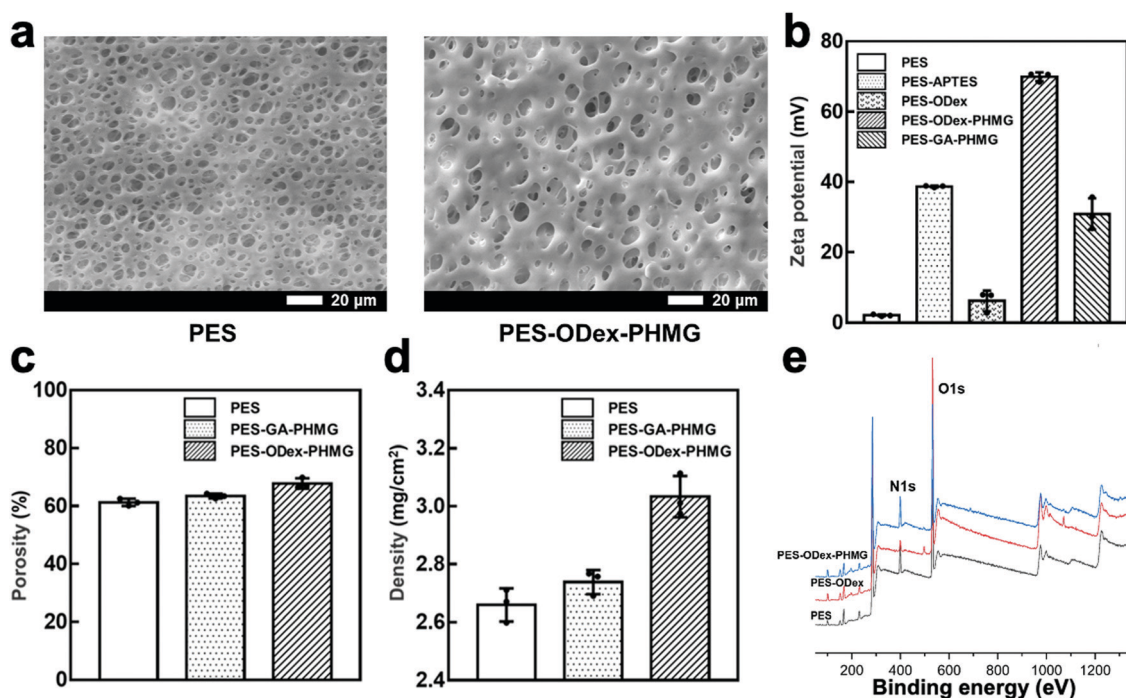 a
20 μm
PES
20 μm
PES-ODex-PHMG
b
Zeta potential (mV)
80
60
40
20
0
PES
PES-APTES
PES-ODex
PES-ODex-PHMG
PES-GA-PHMG
c
Porosity (%)
100
80
60
40
20
0
PES
PES-GA-PHMG
PES-ODex-PHMG
d
Density (mg/cm²)
3.4
3.2
3.0
2.8
2.6
2.4
PES
PES-GA-PHMG
PES-ODex-PHMG
e
O1s
N1s
PES-ODex-PHMG
PES-ODex
PES
200 400 600 800 1000 1200
Binding energy (eV)